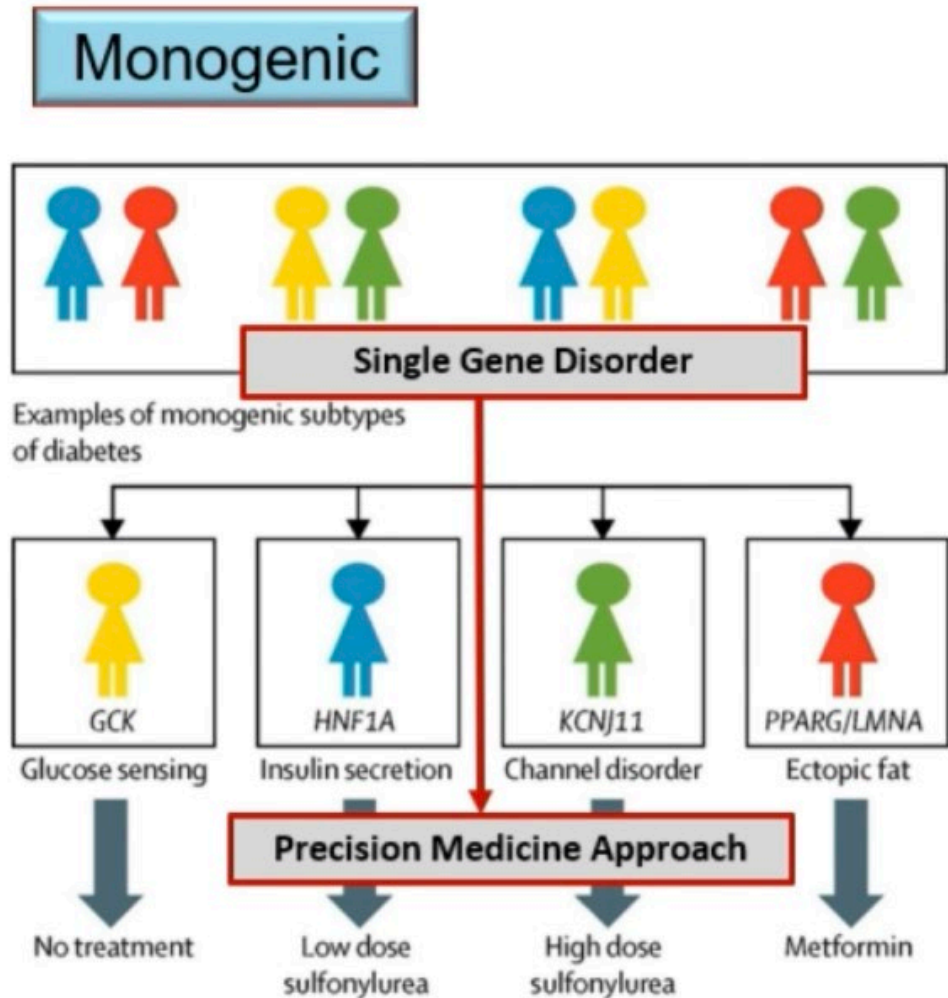 Monogenic
Single Gene Disorder
Examples of monogenic subtypes
of diabetes
GCK
HNF1A
KCNJ11
PPARG/LMNA
Glucose sensing
Insulin secretion
Channel disorder
Ectopic fat
Precision Medicine Approach
No treatment
Low dose
sulfonylurea
High dose
sulfonylurea
Metformin